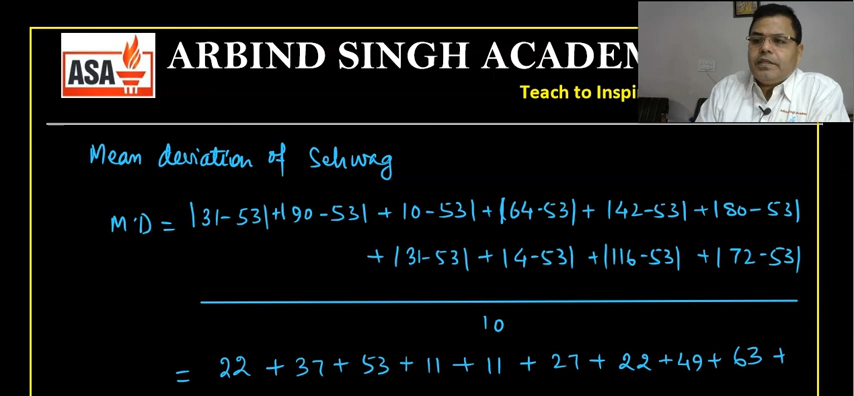 ASA
ARBIND SINGH ACADEM
Teach to Inspir
Mean deviation of Sehwag
M.D = |31-53|+|90-53| + |0-53|+|64-53| + |42-53|+|80-53|
+ |31-53| + |4-53| +|116-53| +|72-53|
10
= 22 + 37 + 53 + 11 + 11 + 27 + 22 + 49 + 63 +